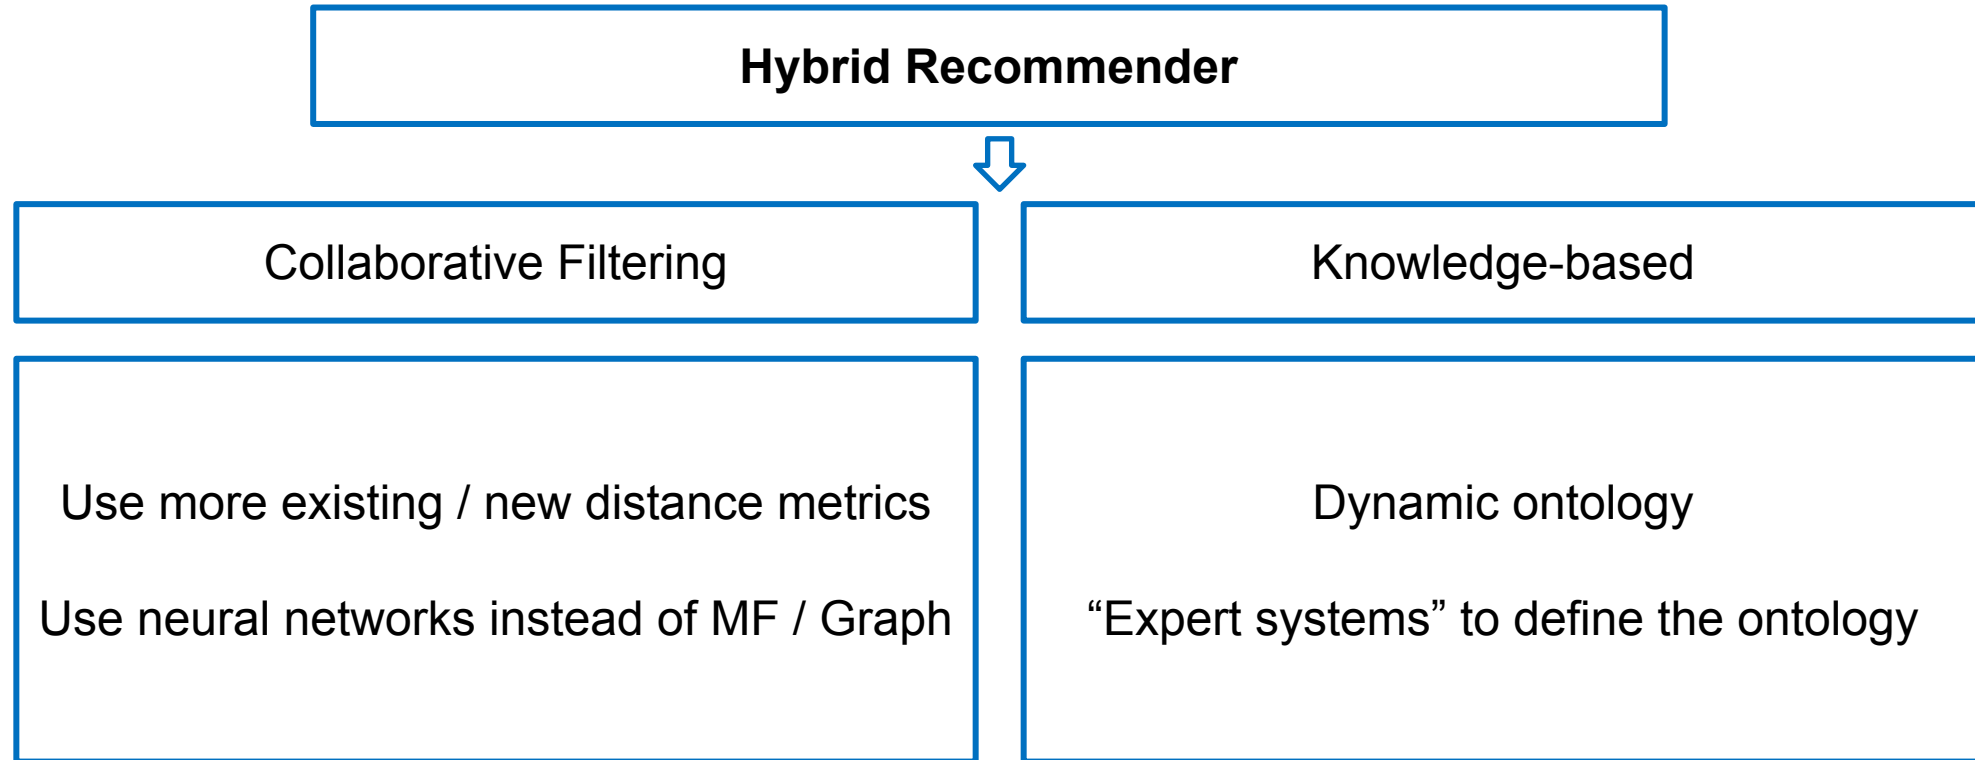 Hybrid Recommender
Collaborative Filtering
Knowledge-based
Use more existing / new distance metrics
Use neural networks instead of MF / Graph
Dynamic ontology
“Expert systems” to define the ontology